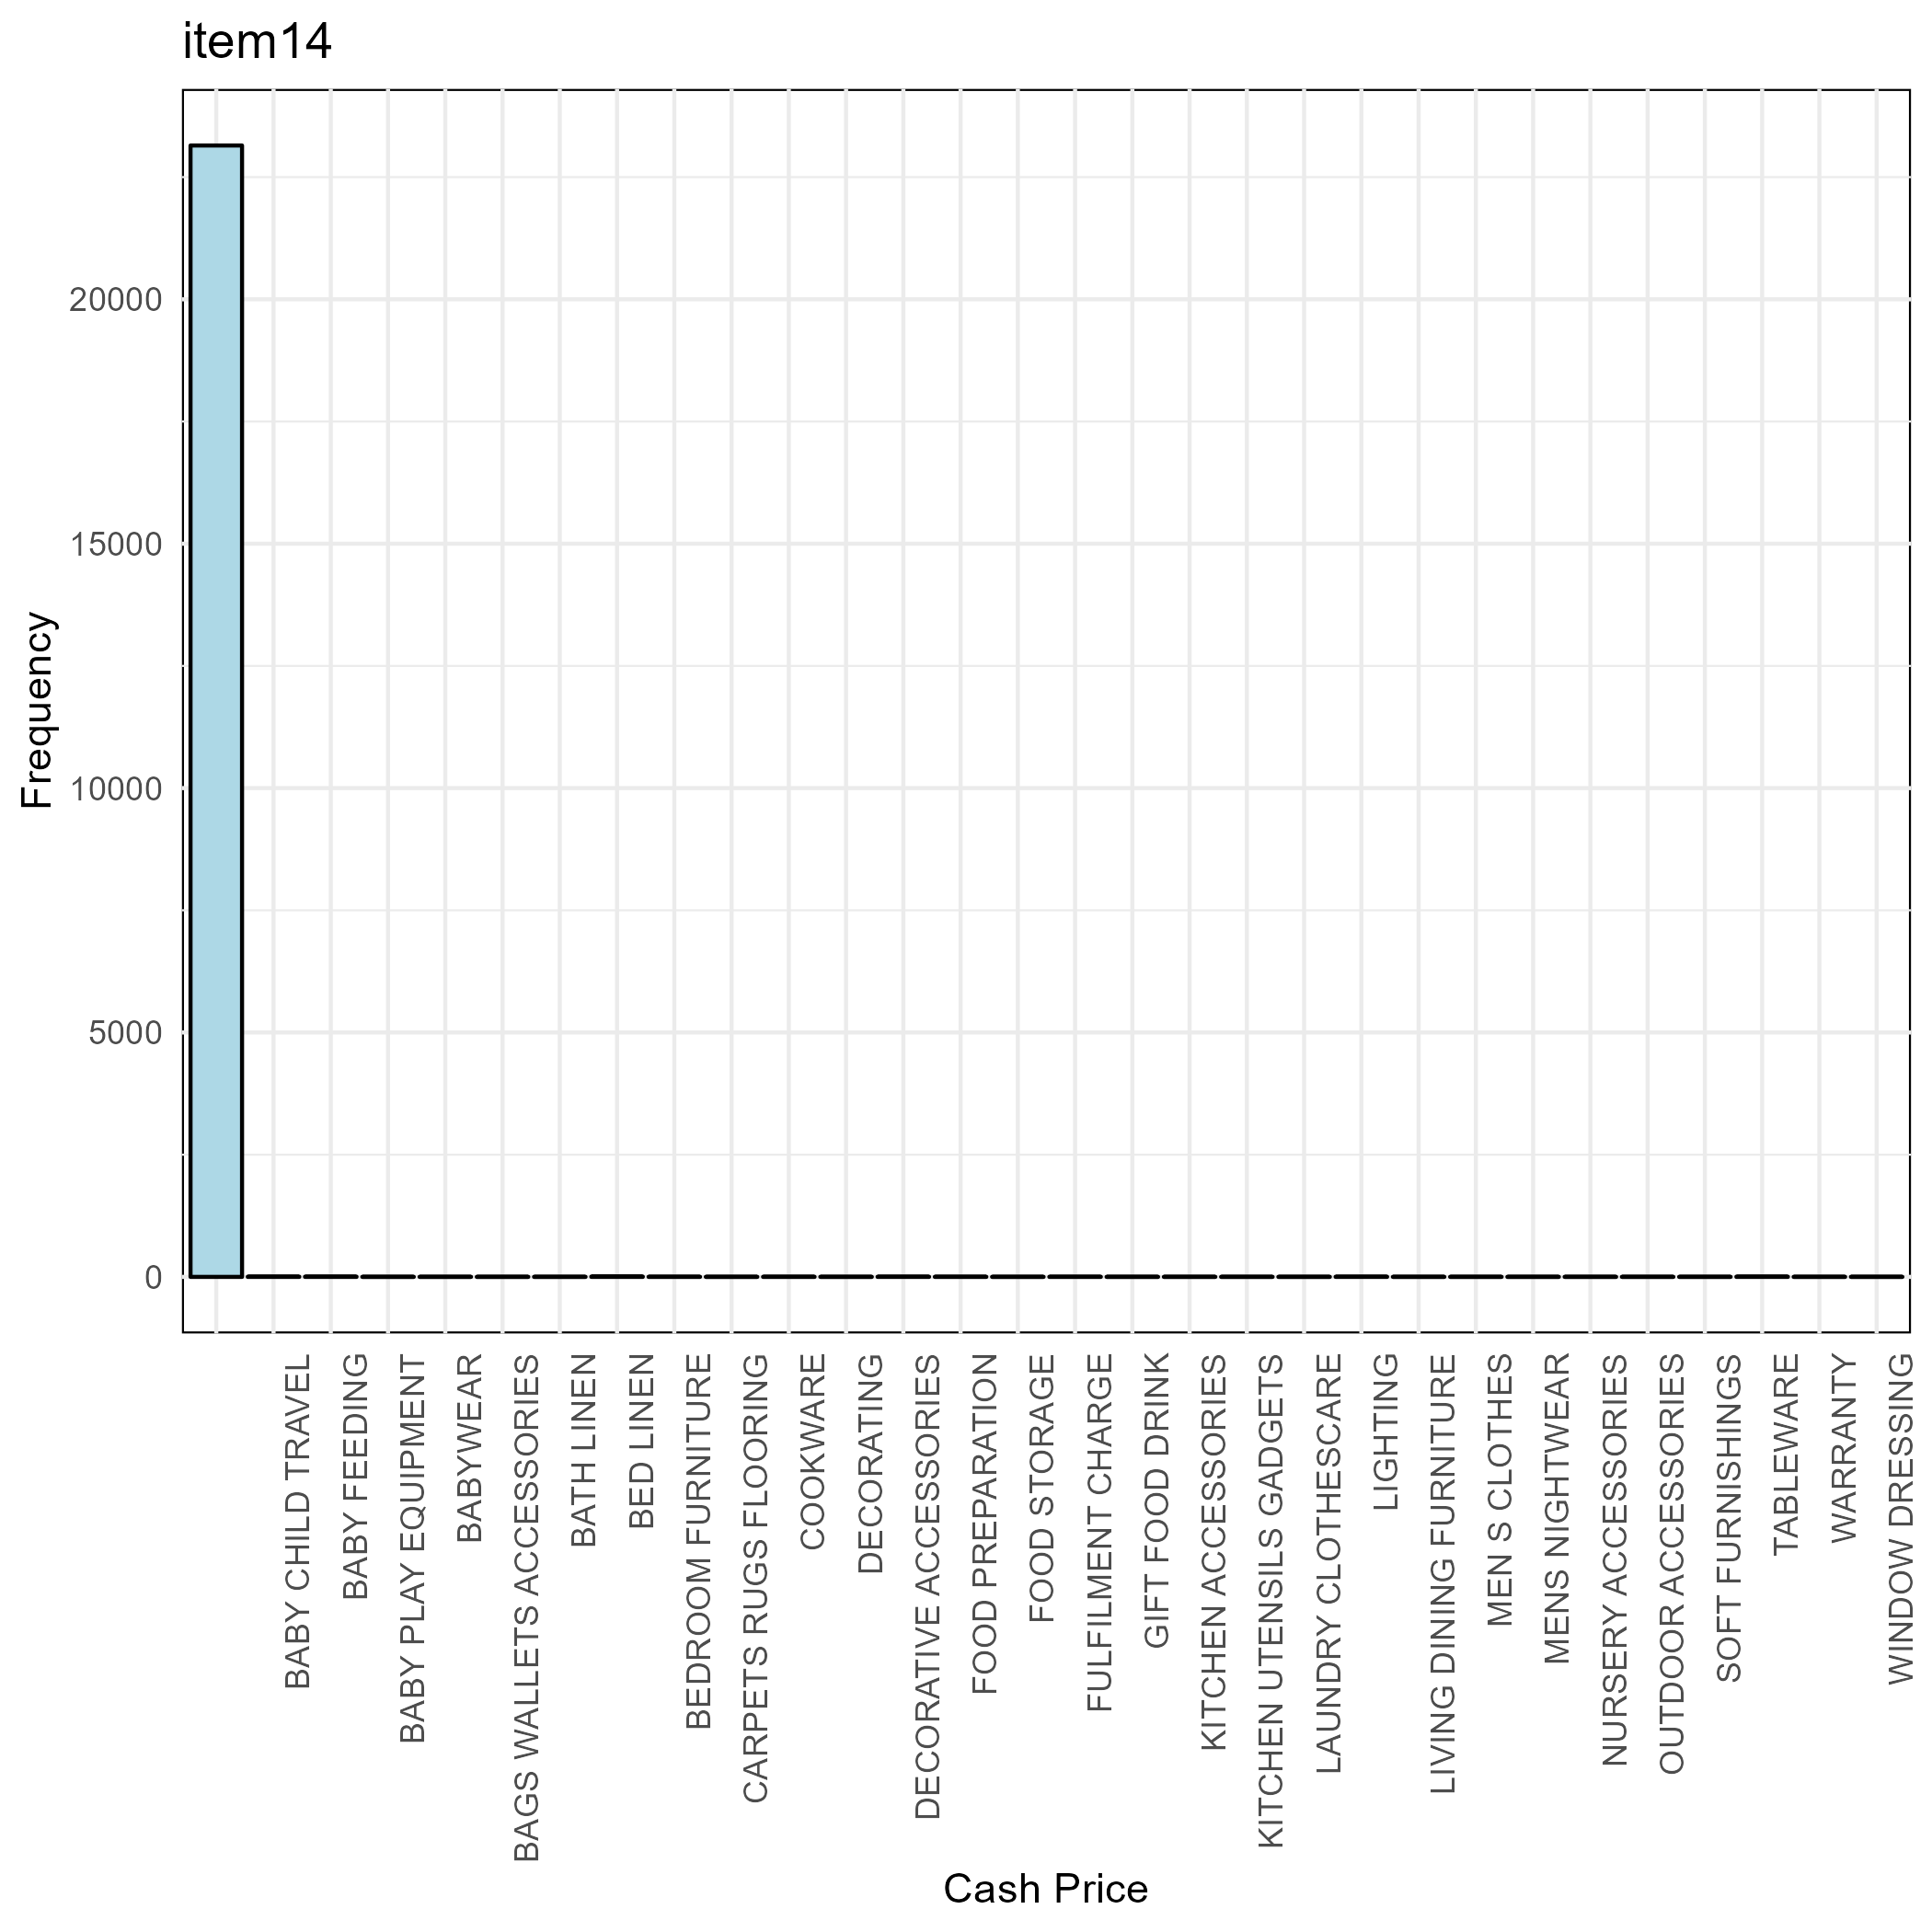 item14
Frequency
20000
15000
10000
5000
0
BABY CHILD TRAVEL
BABY FEEDING
BABY PLAY EQUIPMENT
BABYWEAR
BAGS WALLETS ACCESSORIES
BATH LINEN
BED LINEN
BEDROOM FURNITURE
CARPETS RUGS FLOORING
COOKWARE
DECORATING
DECORATIVE ACCESSORIES
FOOD PREPARATION
FOOD STORAGE
FULFILMENT CHARGE
GIFT FOOD DRINK
KITCHEN ACCESSORIES
KITCHEN UTENSILS GADGETS
LAUNDRY CLOTHESCARE
LIGHTING
LIVING DINING FURNITURE
MEN S CLOTHES
MENS NIGHTWEAR
NURSERY ACCESSORIES
OUTDOOR ACCESSORIES
SOFT FURNISHINGS
TABLEWARE
WARRANTY
WINDOW DRESSING
Cash Price